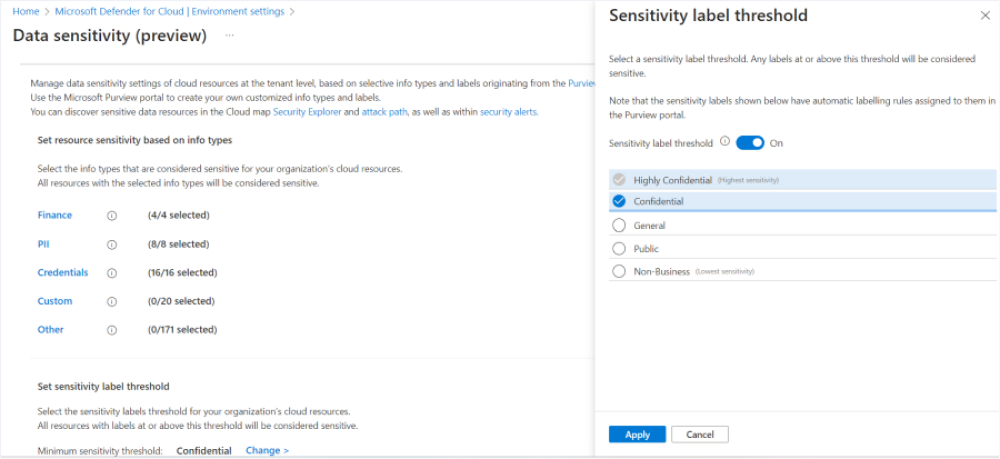 Home > Microsoft Defender for Cloud | Environment settings >
Data sensitivity (preview) ...
Manage data sensitivity settings of cloud resources at the tenant level, based on selective info types and labels originating from the Purvie
Use the Microsoft Purview portal to create your own customized info types and labels.
You can discover sensitive data resources in the Cloud map Security Explorer and attack path, as well as within security alerts.
Set resource sensitivity based on info types
Select the info types that are considered sensitive for your organization's cloud resources.
All resources with the selected info types will be considered sensitive.
Finance (4/4 selected)
PII (8/8 selected)
Credentials (16/16 selected)
Custom (0/20 selected)
Other (0/171 selected)
Set sensitivity label threshold
Select the sensitivity labels threshold for your organization's cloud resources.
All resources with labels at or above this threshold will be considered sensitive.
Minimum sensitivity threshold: Confidential Change >
Sensitivity label threshold
Select a sensitivity label threshold. Any labels at or above this threshold will be considered
sensitive.
Note that the sensitivity labels shown below have automatic labelling rules assigned to them in
the Purview portal.
Sensitivity label threshold On
Highly Confidential (Highest sensitivity)
Confidential
General
Public
Non-Business (Lowest sensitivity)
Apply Cancel